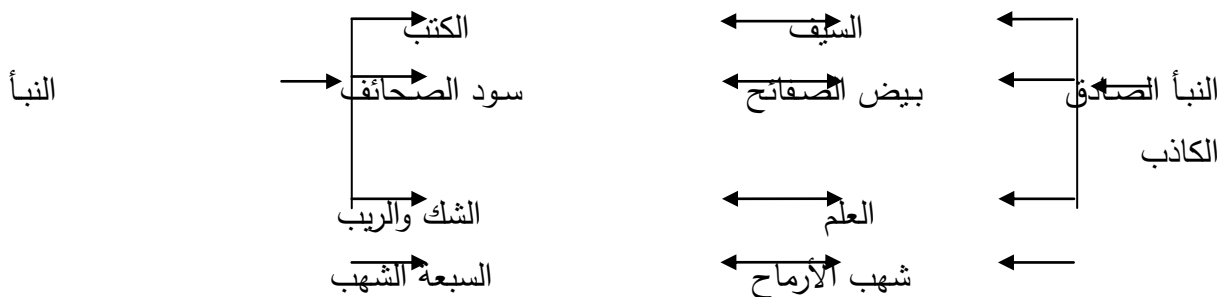 السيف الكتب
النبأ الصادق بيض الصفائح سود الصحائف النبأ
الكاذب
العلم الشك والريب
شهب الأرماح السبعة الشهب